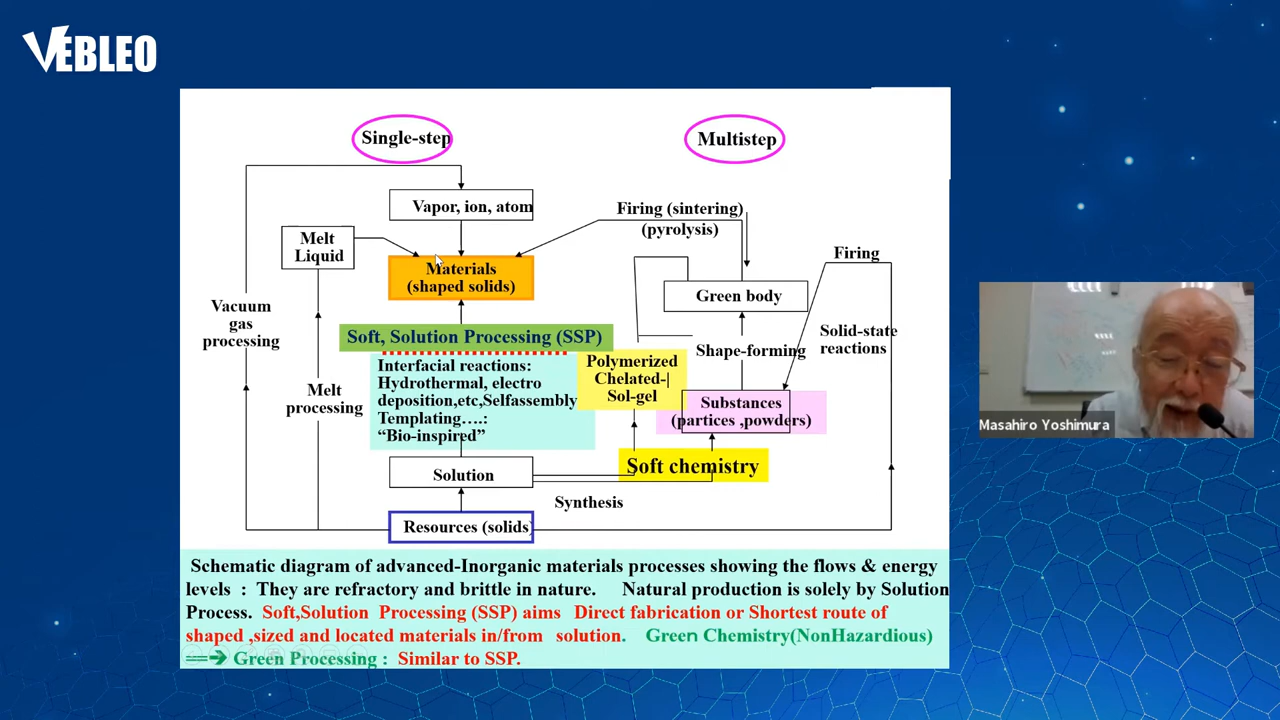 VEBLEO
Single-step
Multistep
Vapor, ion, atom
Firing (sintering)
(pyrolysis)
Melt
Liquid
Firing
Materials
(shaped solids)
Green body
Vacuum
gas
processing
Solid-state
reactions
Soft, Solution Processing (SSP)
Shape-forming
Interfacial reactions:
Hydrothermal, electro
deposition,etc,Selfassembly
Templating….:
“Bio-inspired”
Polymerized
Chelated-|
Sol-gel
Melt
processing
Substances
(partices ,powders)
Soft chemistry
Solution
Synthesis
Resources (solids)
Schematic diagram of advanced-Inorganic materials processes showing the flows & energy
levels : They are refractory and brittle in nature. Natural production is solely by Solution
Process. Soft,Solution Processing (SSP) aims Direct fabrication or Shortest route of
shaped ,sized and located materials in/from solution. Green Chemistry(NonHazardious)
==➔ Green Processing : Similar to SSP.
Masahiro Yoshimura